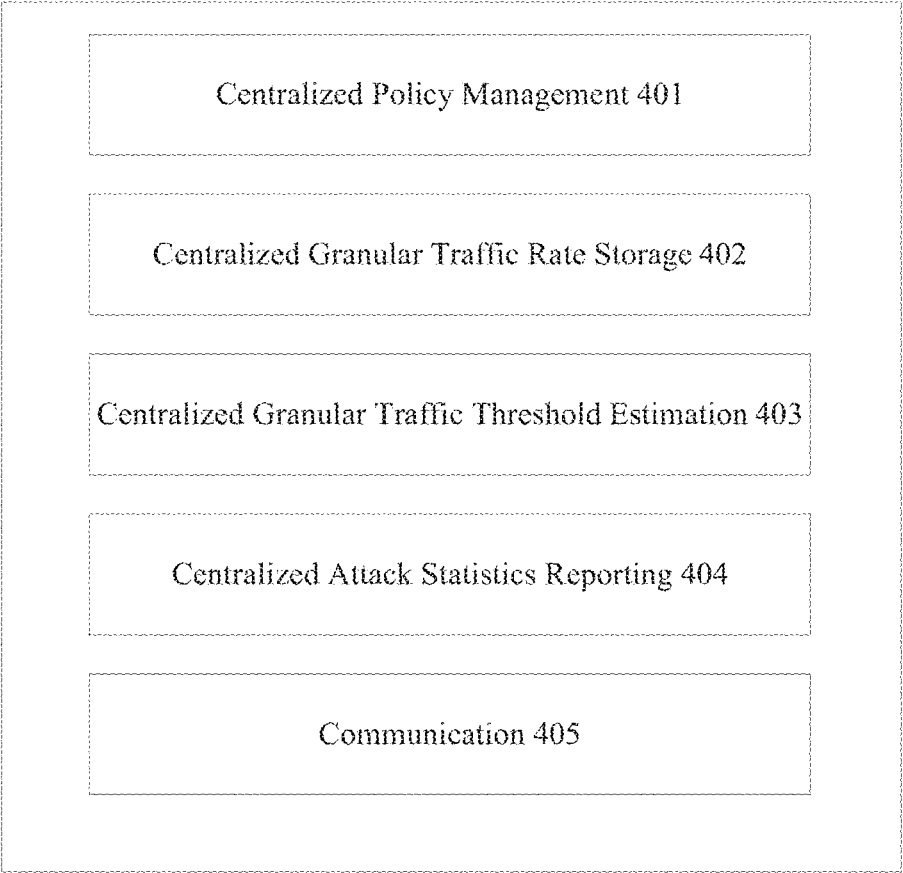 Centralized Policy Management 401
Centralized Granular Traffic Rate Storage 402
Centralized Granular Traffic Threshold Estimation 403
Centralized Attack Statistics Reporting 404
Communication 405